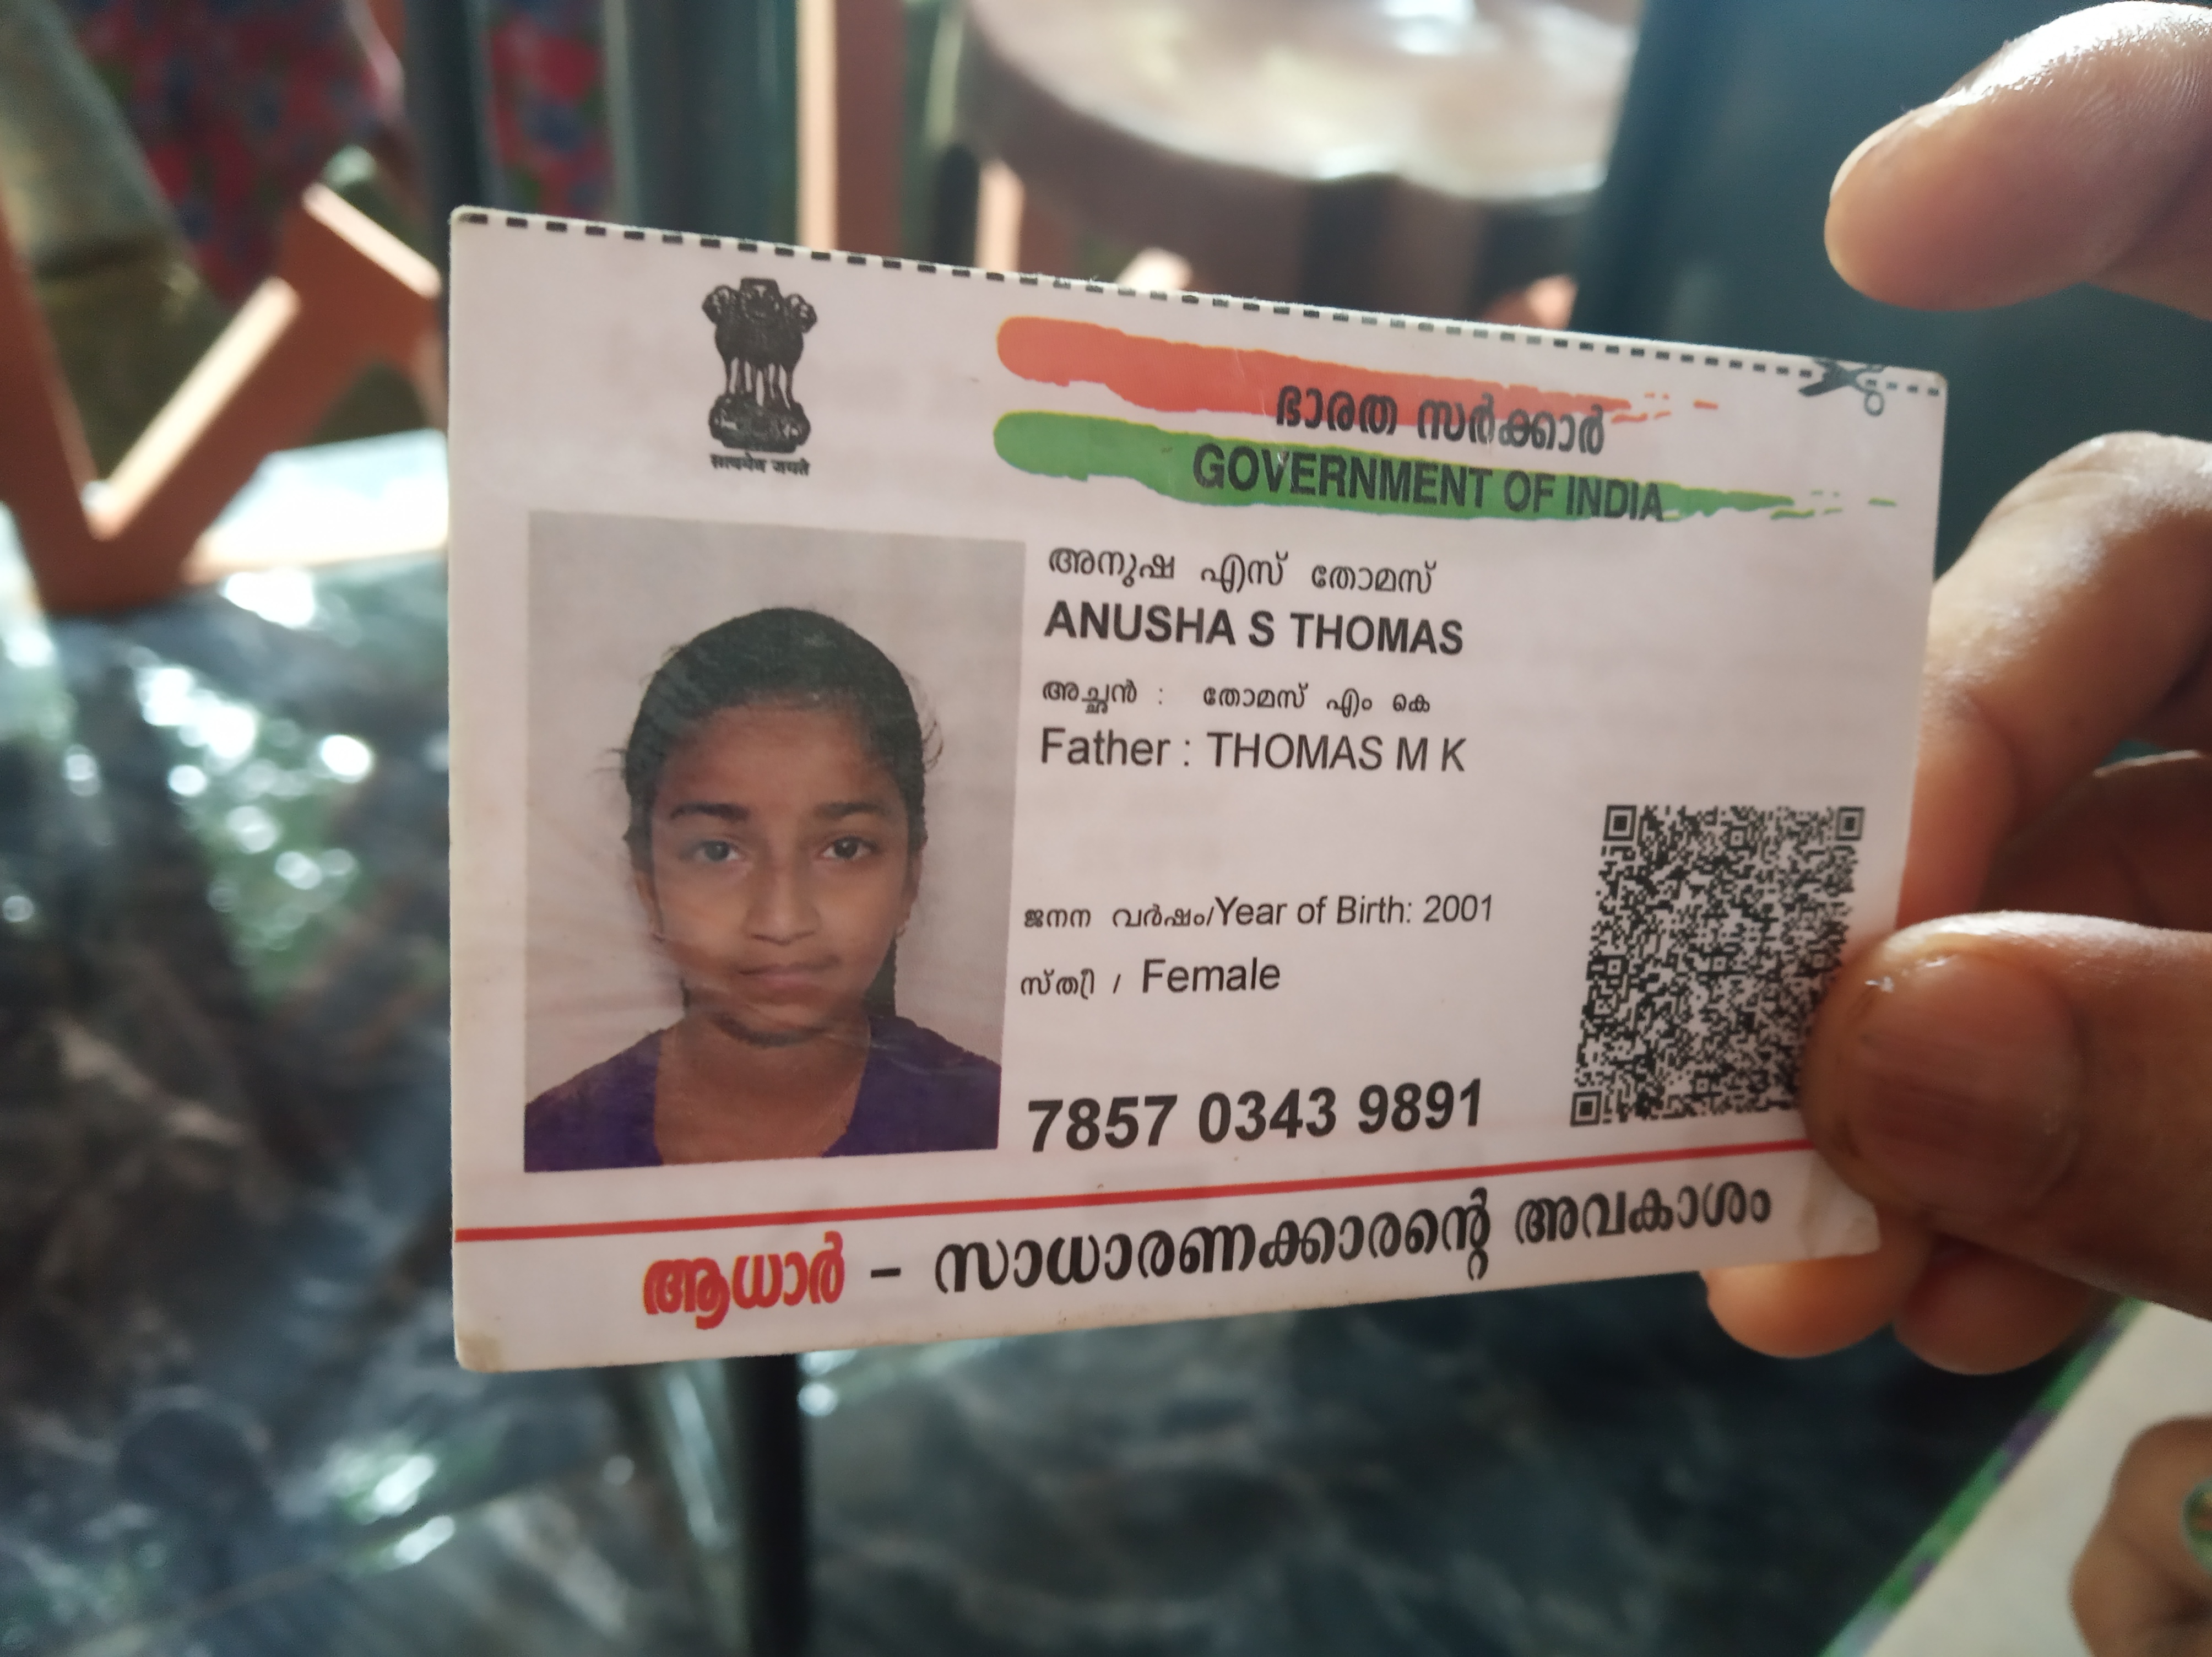 सत्यमेव जयते
ഭാരത സർക്കാർ
GOVERNMENT OF INDIA
അനുഷ എസ് തോമസ്
ANUSHA S THOMAS
അച്ഛൻ : തോമസ് എം കെ
Father : THOMAS M K
ജനന വർഷം/Year of Birth: 2001
സ്ത്രീ / Female
7857 0343 9891
ആധാർ – സാധാരണക്കാരന്റെ അവകാശം